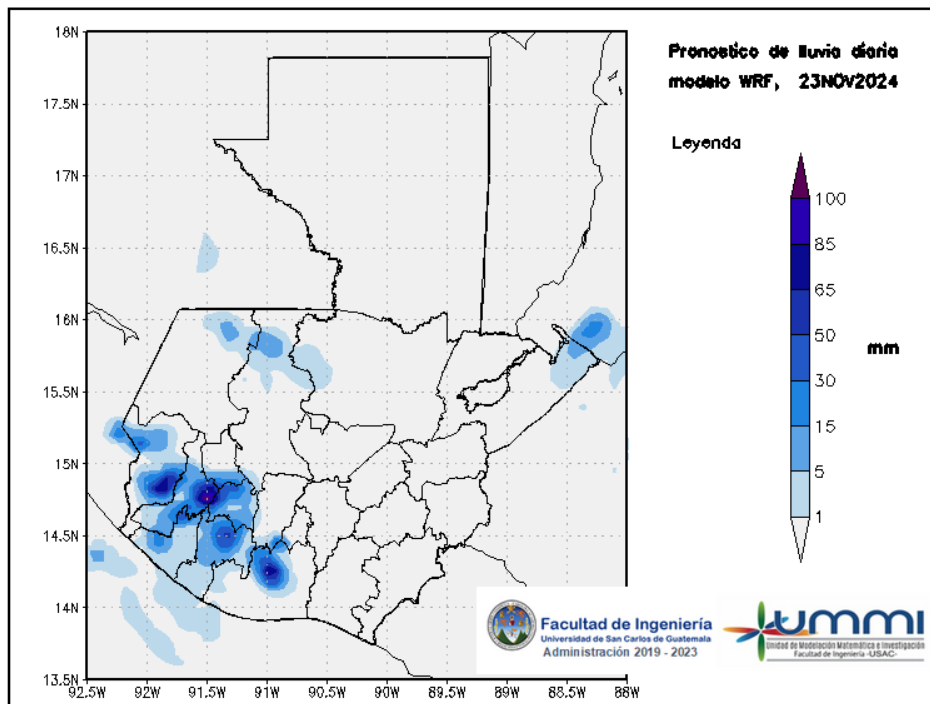 Pronostico de lluvia diaria
modelo WRF, 23NOV2024
Leyenda
100
85
65
50
30
15
5
1
mm
18N
17.5N
17N
16.5N
16N
15.5N
15N
14.5N
14N
13.5N
92.5W 92W 91.5W 91W 90.5W 90W 89.5W 89W 88.5W 88W
Facultad de Ingeniería
Universidad de San Carlos de Guatemala
Administración 2019 - 2023
UMMI
Unidad de Modelación Matemática e Investigación
Facultad de Ingeniería -USAC-